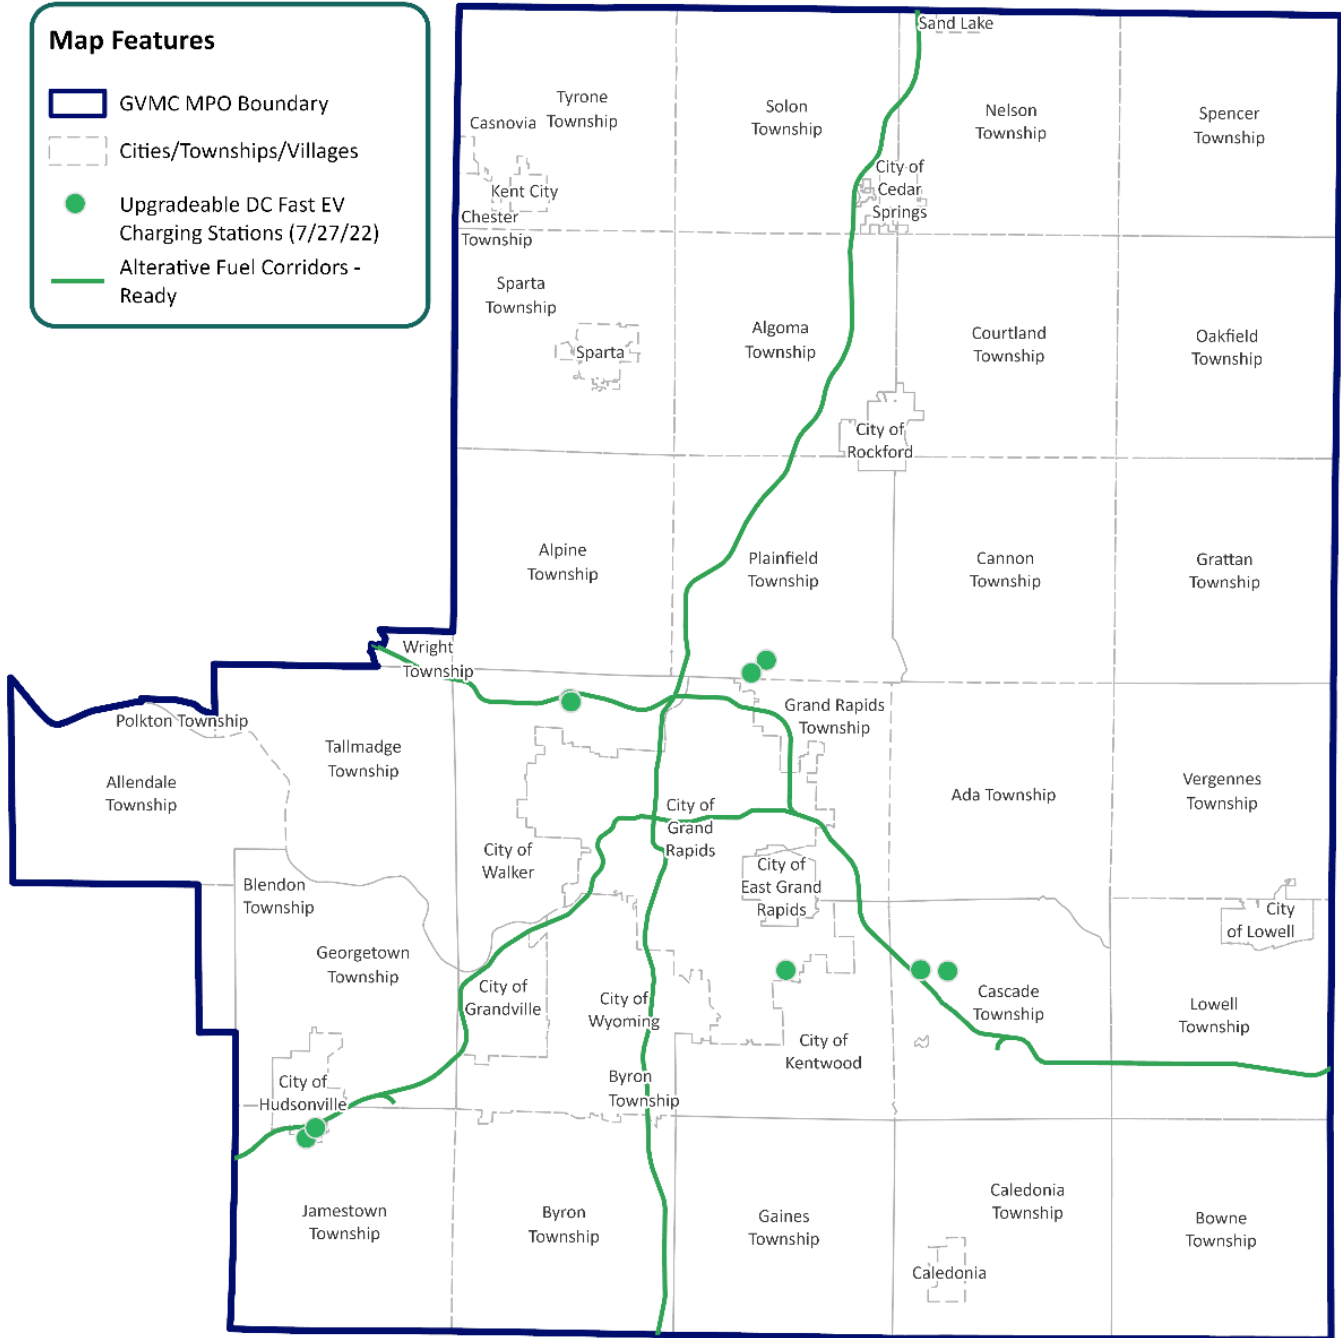 Map Features
GVMC MPO Boundary
Cities/Townships/Villages
Upgradeable DC Fast EV
Charging Stations (7/27/22)
Alterative Fuel Corridors -
Ready
Sand Lake
Tyrone
Township
Solon
Township
Nelson
Township
Spencer
Township
Casnovia
Kent City
City of
Cedar
Springs
Chester
Township
Sparta
Township
Sparta
Algoma
Township
Courtland
Township
Oakfield
Township
City of
Rockford
Alpine
Township
Plainfield
Township
Cannon
Township
Grattan
Township
Wright
Township
Polkton Township
Tallmadge
Township
Grand Rapids
Township
Allendale
Township
Ada Township
Vergennes
Township
City of
Grand
Rapids
City of
Walker
City of
East Grand
Rapids
Blendon
Township
City
of Lowell
Georgetown
Township
City of
Grandville
City of
Wyoming
City of
Kentwood
Cascade
Township
Lowell
Township
City of
Hudsonville
Byron
Township
Jamestown
Township
Byron
Township
Gaines
Township
Caledonia
Township
Bowne
Township
Caledonia